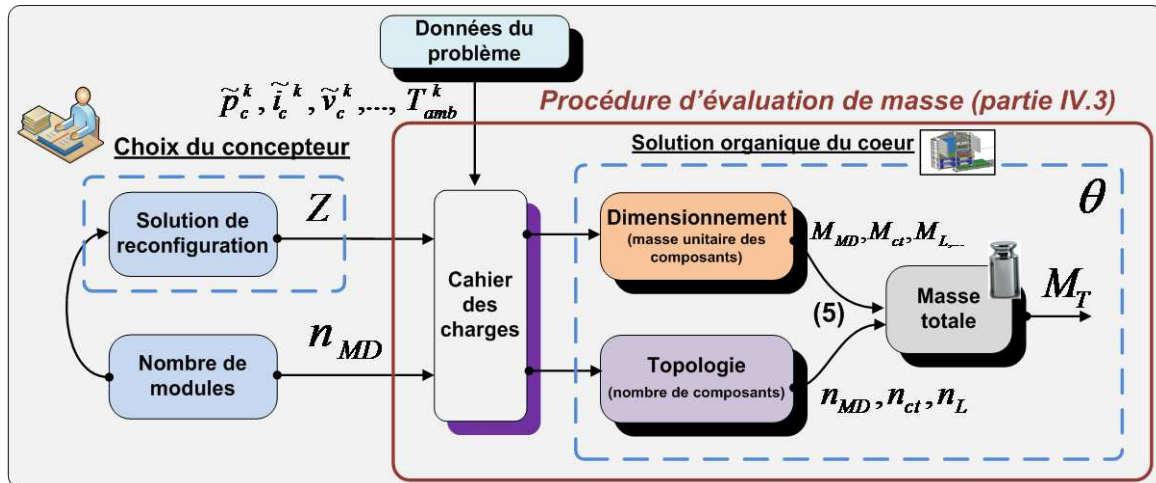 Données du
problème
p̃_c^k, ĩ_c^k, ṽ_c^k,..., T_amb^k
Procédure d'évaluation de masse (partie IV.3)
Choix du concepteur
Solution organique du coeur
Solution de
reconfiguration
Z
θ
Dimensionnement
(masse unitaire des
composants)
M_MD, M_ct, M_L,...
Cahier
des
charges
(5)
Masse
totale
M_T
Nombre de
modules
n_MD
Topologie
(nombre de composants)
n_MD, n_ct, n_L